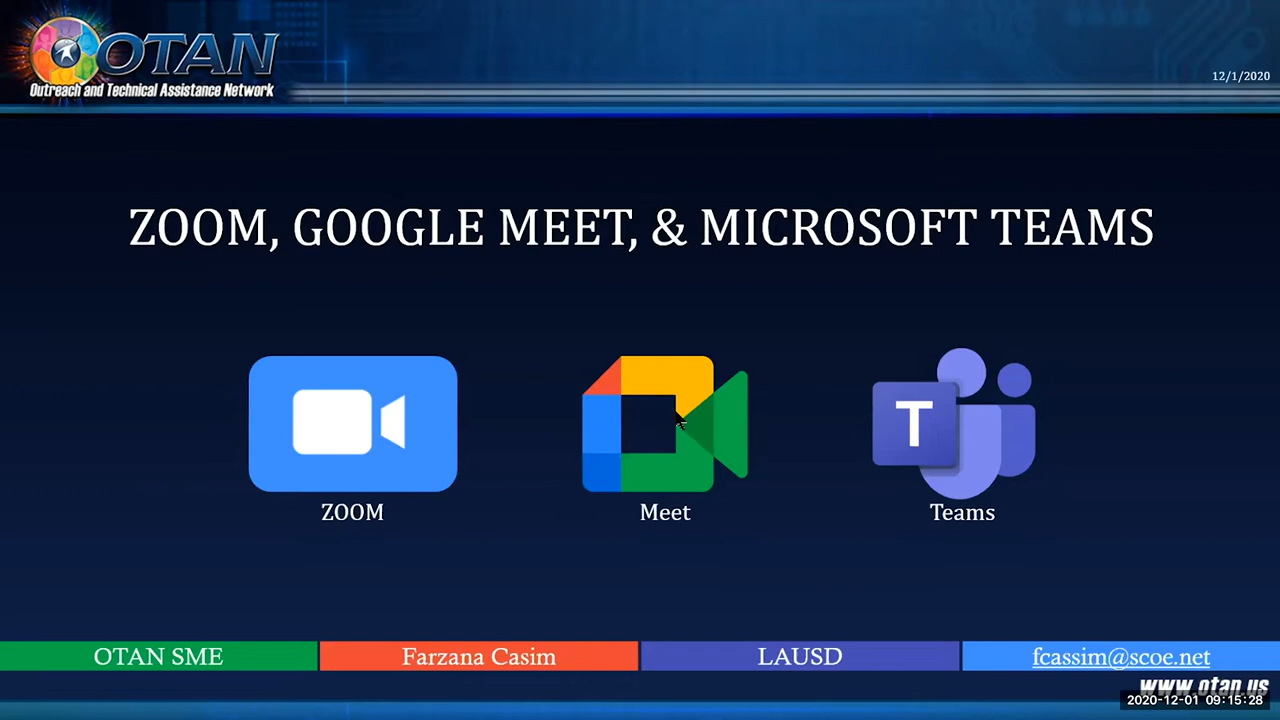 OTAN
Outreach and Technical Assistance Network
12/1/2020
ZOOM, GOOGLE MEET, & MICROSOFT TEAMS
T
ZOOM
Meet
Teams
OTAN SME
Farzana Casim
LAUSD
fcassim@scoe.net
www.otan.us
2020-12-01 09:15:28